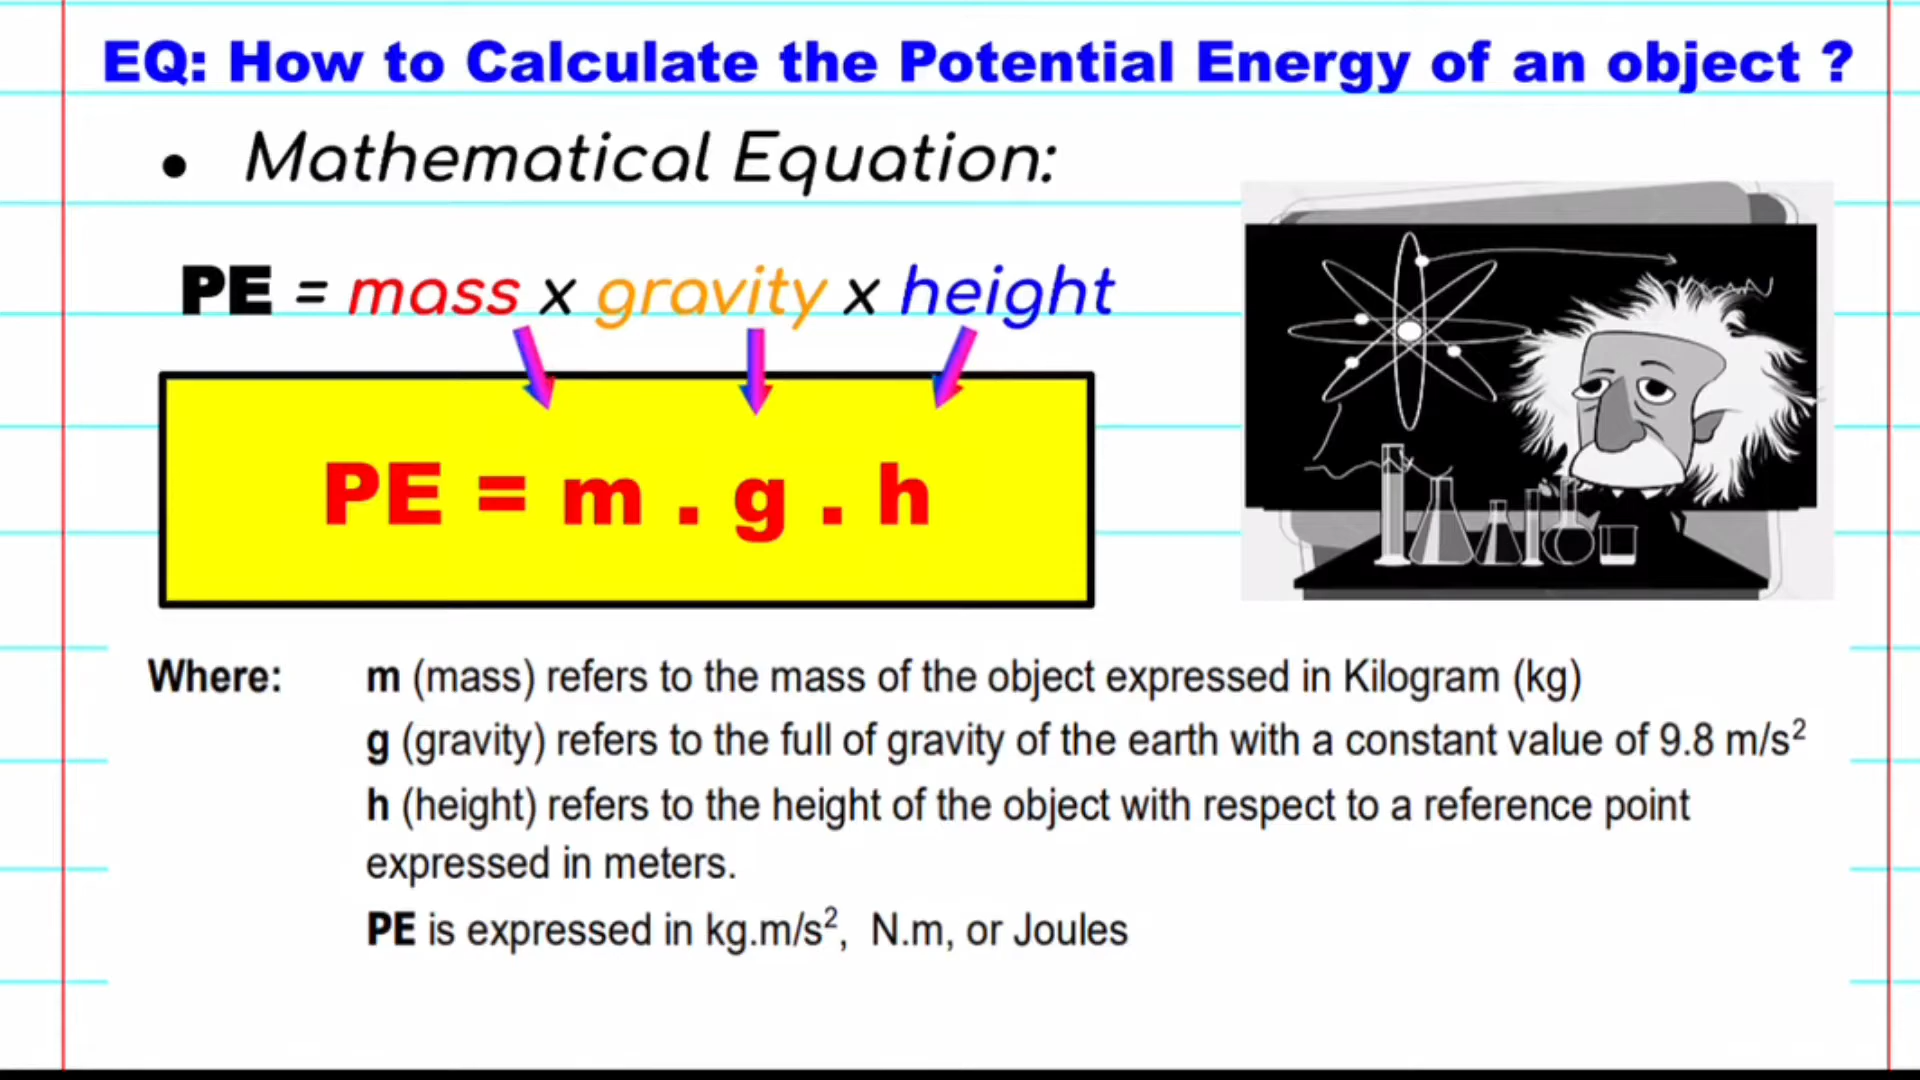 EQ: How to Calculate the Potential Energy of an object ?
• Mathematical Equation:
PE = mass x gravity x height
PE = m . g . h
Where: m (mass) refers to the mass of the object expressed in Kilogram (kg)
g (gravity) refers to the full of gravity of the earth with a constant value of 9.8 m/s²
h (height) refers to the height of the object with respect to a reference point
expressed in meters.
PE is expressed in kg.m/s², N.m, or Joules